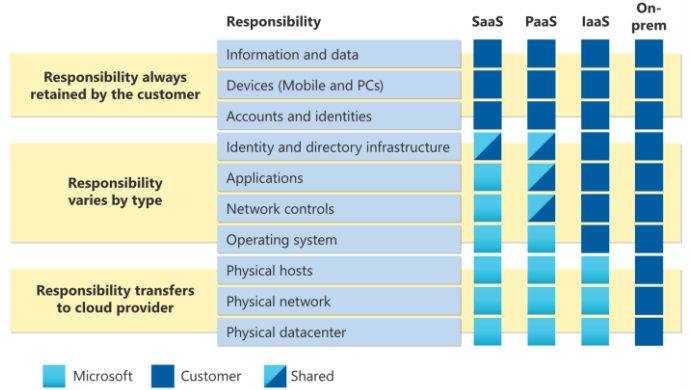 Responsibility SaaS PaaS IaaS On-
prem
Responsibility always
retained by the customer
Information and data
Devices (Mobile and PCs)
Accounts and identities
Responsibility
varies by type
Identity and directory infrastructure
Applications
Network controls
Operating system
Responsibility transfers
to cloud provider
Physical hosts
Physical network
Physical datacenter
Microsoft Customer Shared